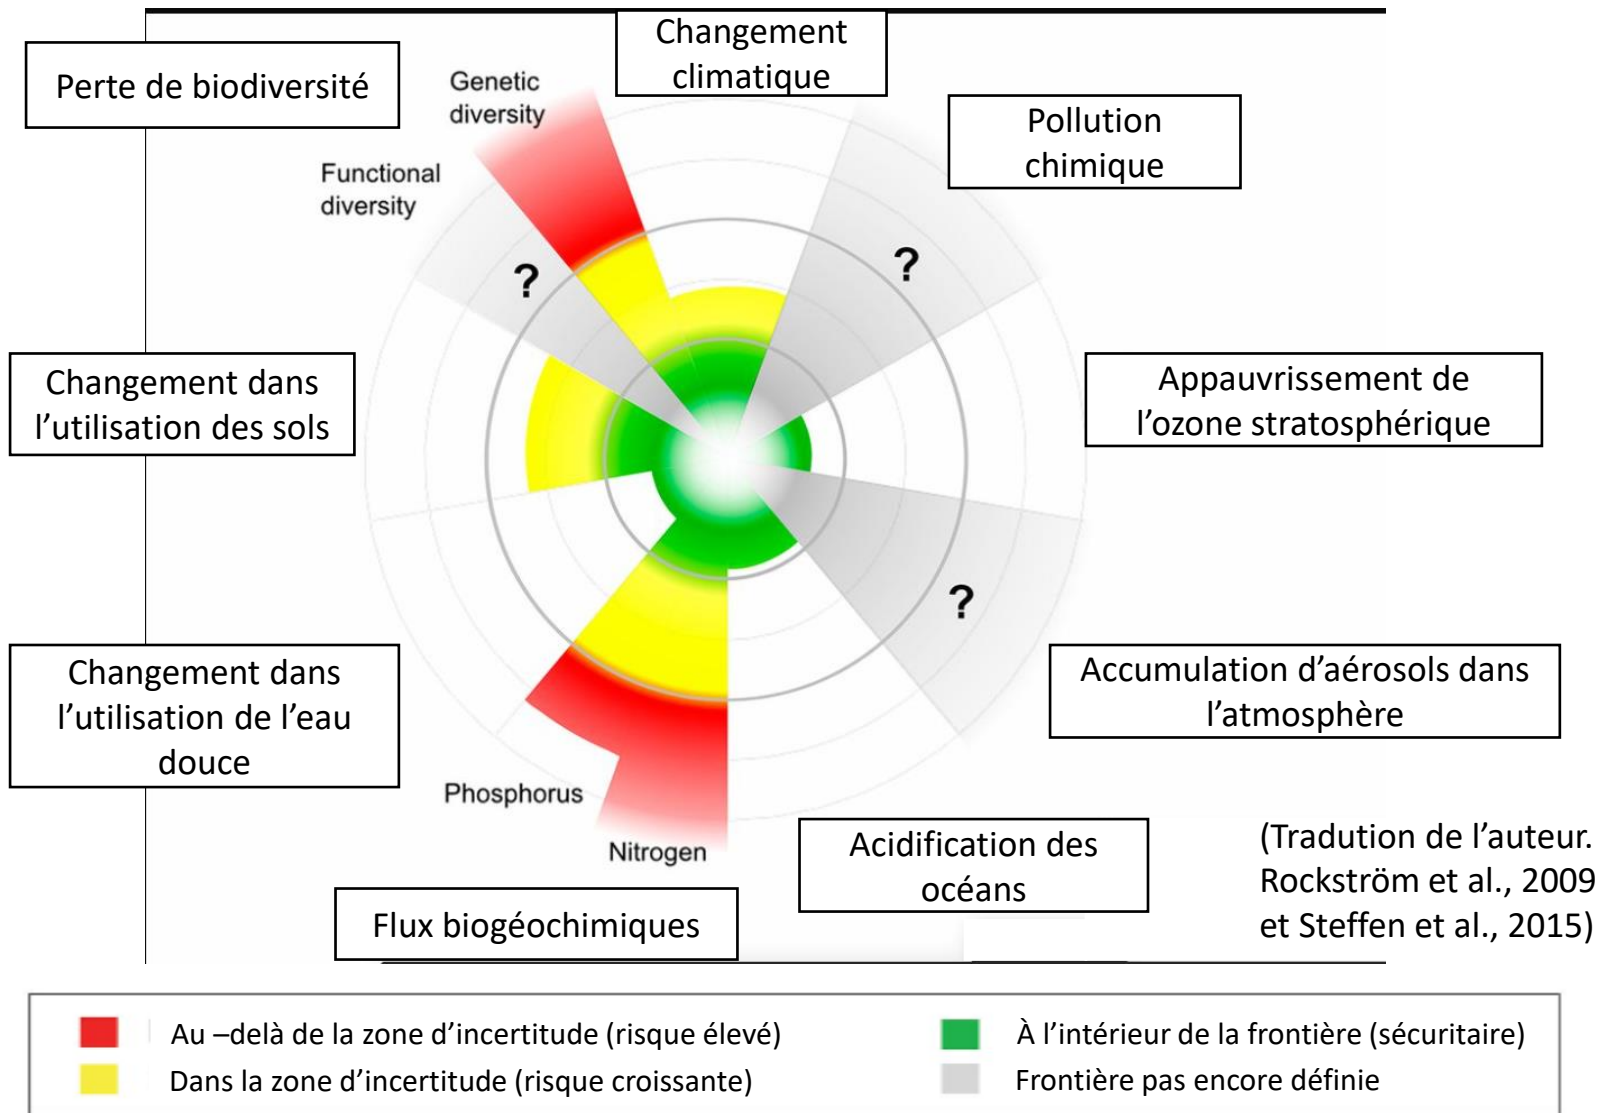 Changement
climatique
Perte de biodiversité
Genetic
diversity
Pollution
chimique
Functional
diversity
?
?
Changement dans
l’utilisation des sols
Appauvrissement de
l’ozone stratosphérique
?
Changement dans
l’utilisation de l’eau
douce
Accumulation d’aérosols dans
l’atmosphère
Phosphorus
Nitrogen
Acidification des
océans
(Tradution de l’auteur.
Rockström et al., 2009
et Steffen et al., 2015)
Flux biogéochimiques
Au –delà de la zone d’incertitude (risque élevé)
À l’intérieur de la frontière (sécuritaire)
Dans la zone d’incertitude (risque croissante)
Frontière pas encore définie